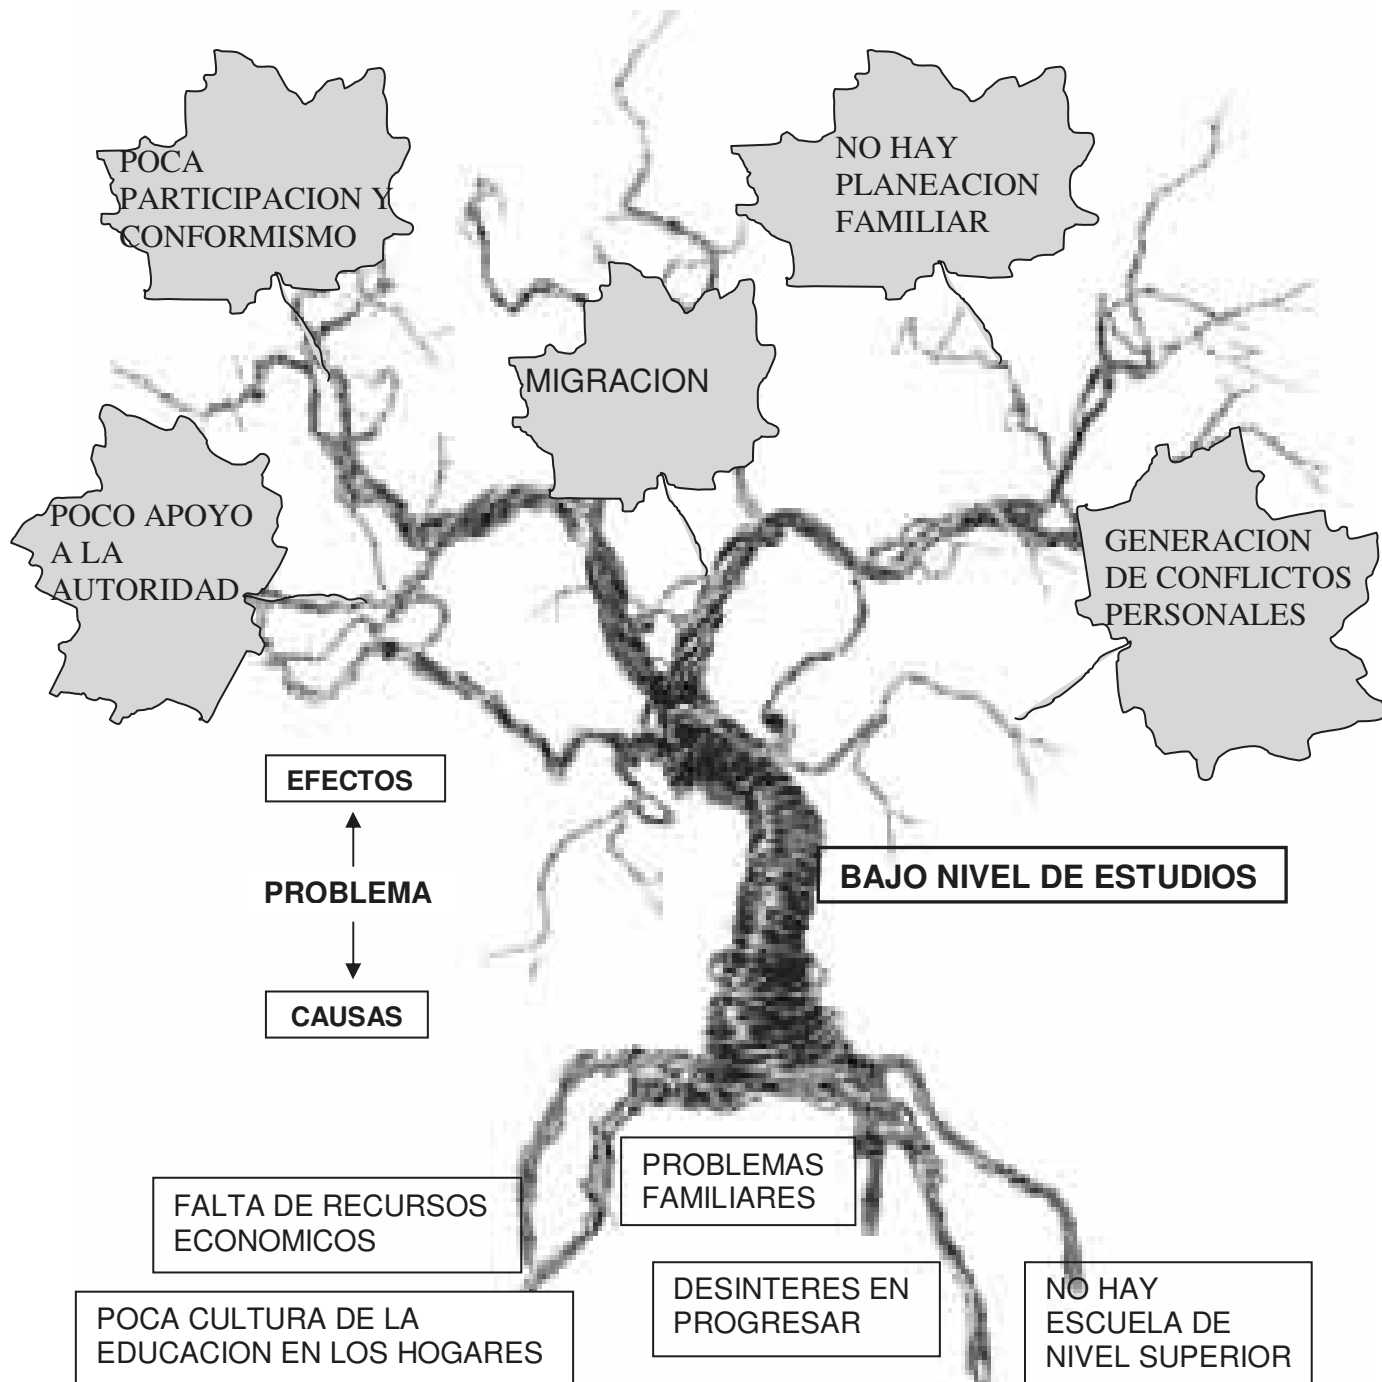 POCA
PARTICIPACION Y
CONFORMISMO
NO HAY
PLANEACION
FAMILIAR
MIGRACION
POCO APOYO
A LA
AUTORIDAD
GENERACION
DE CONFLICTOS
PERSONALES
EFECTOS
PROBLEMA
CAUSAS
BAJO NIVEL DE ESTUDIOS
PROBLEMAS
FAMILIARES
FALTA DE RECURSOS
ECONOMICOS
POCA CULTURA DE LA
EDUCACION EN LOS HOGARES
DESINTERES EN
PROGRESAR
NO HAY
ESCUELA DE
NIVEL SUPERIOR